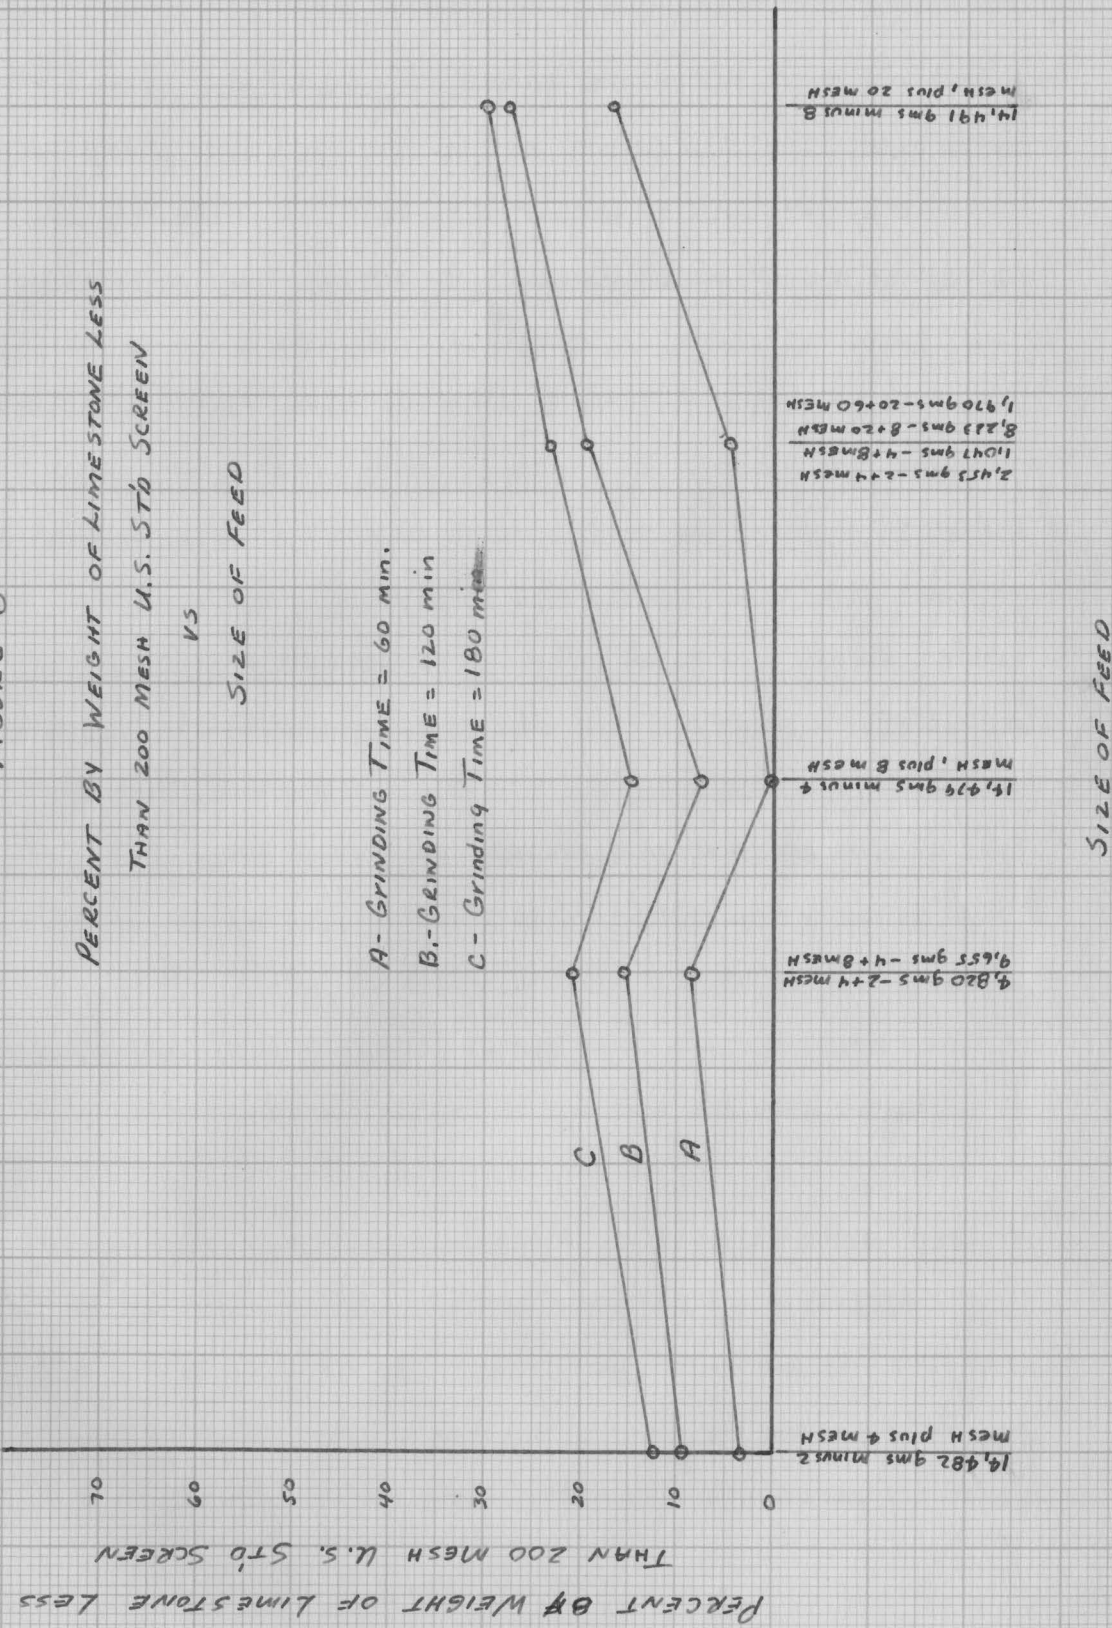 PERCENT BY WEIGHT OF LIMESTONE LESS
THAN 200 MESH U.S. STD SCREEN
VS
SIZE OF FEED
A- GRINDING TIME = 60 min.
B.- GRINDING TIME = 120 min
C - Grinding TIME = 180 min
C
B
A
70
60
50
40
30
20
10
0
PERCENT BY WEIGHT OF LIMESTONE LESS
THAN 200 MESH U.S. STD SCREEN
14,482 gms minus 2
mesh plus 4 mesh
4,820 gms -2+4 mesh
9,655 gms -4+8 mesh
14,474 gms minus 4
mesh, plus 8 mesh
2,455 gms -2+4 mesh
1,047 gms -4+8 mesh
8,223 gms -8+20 mesh
1,970 gms -20+60 mesh
14,491 gms minus 8
mesh, plus 20 mesh
SIZE OF FEED